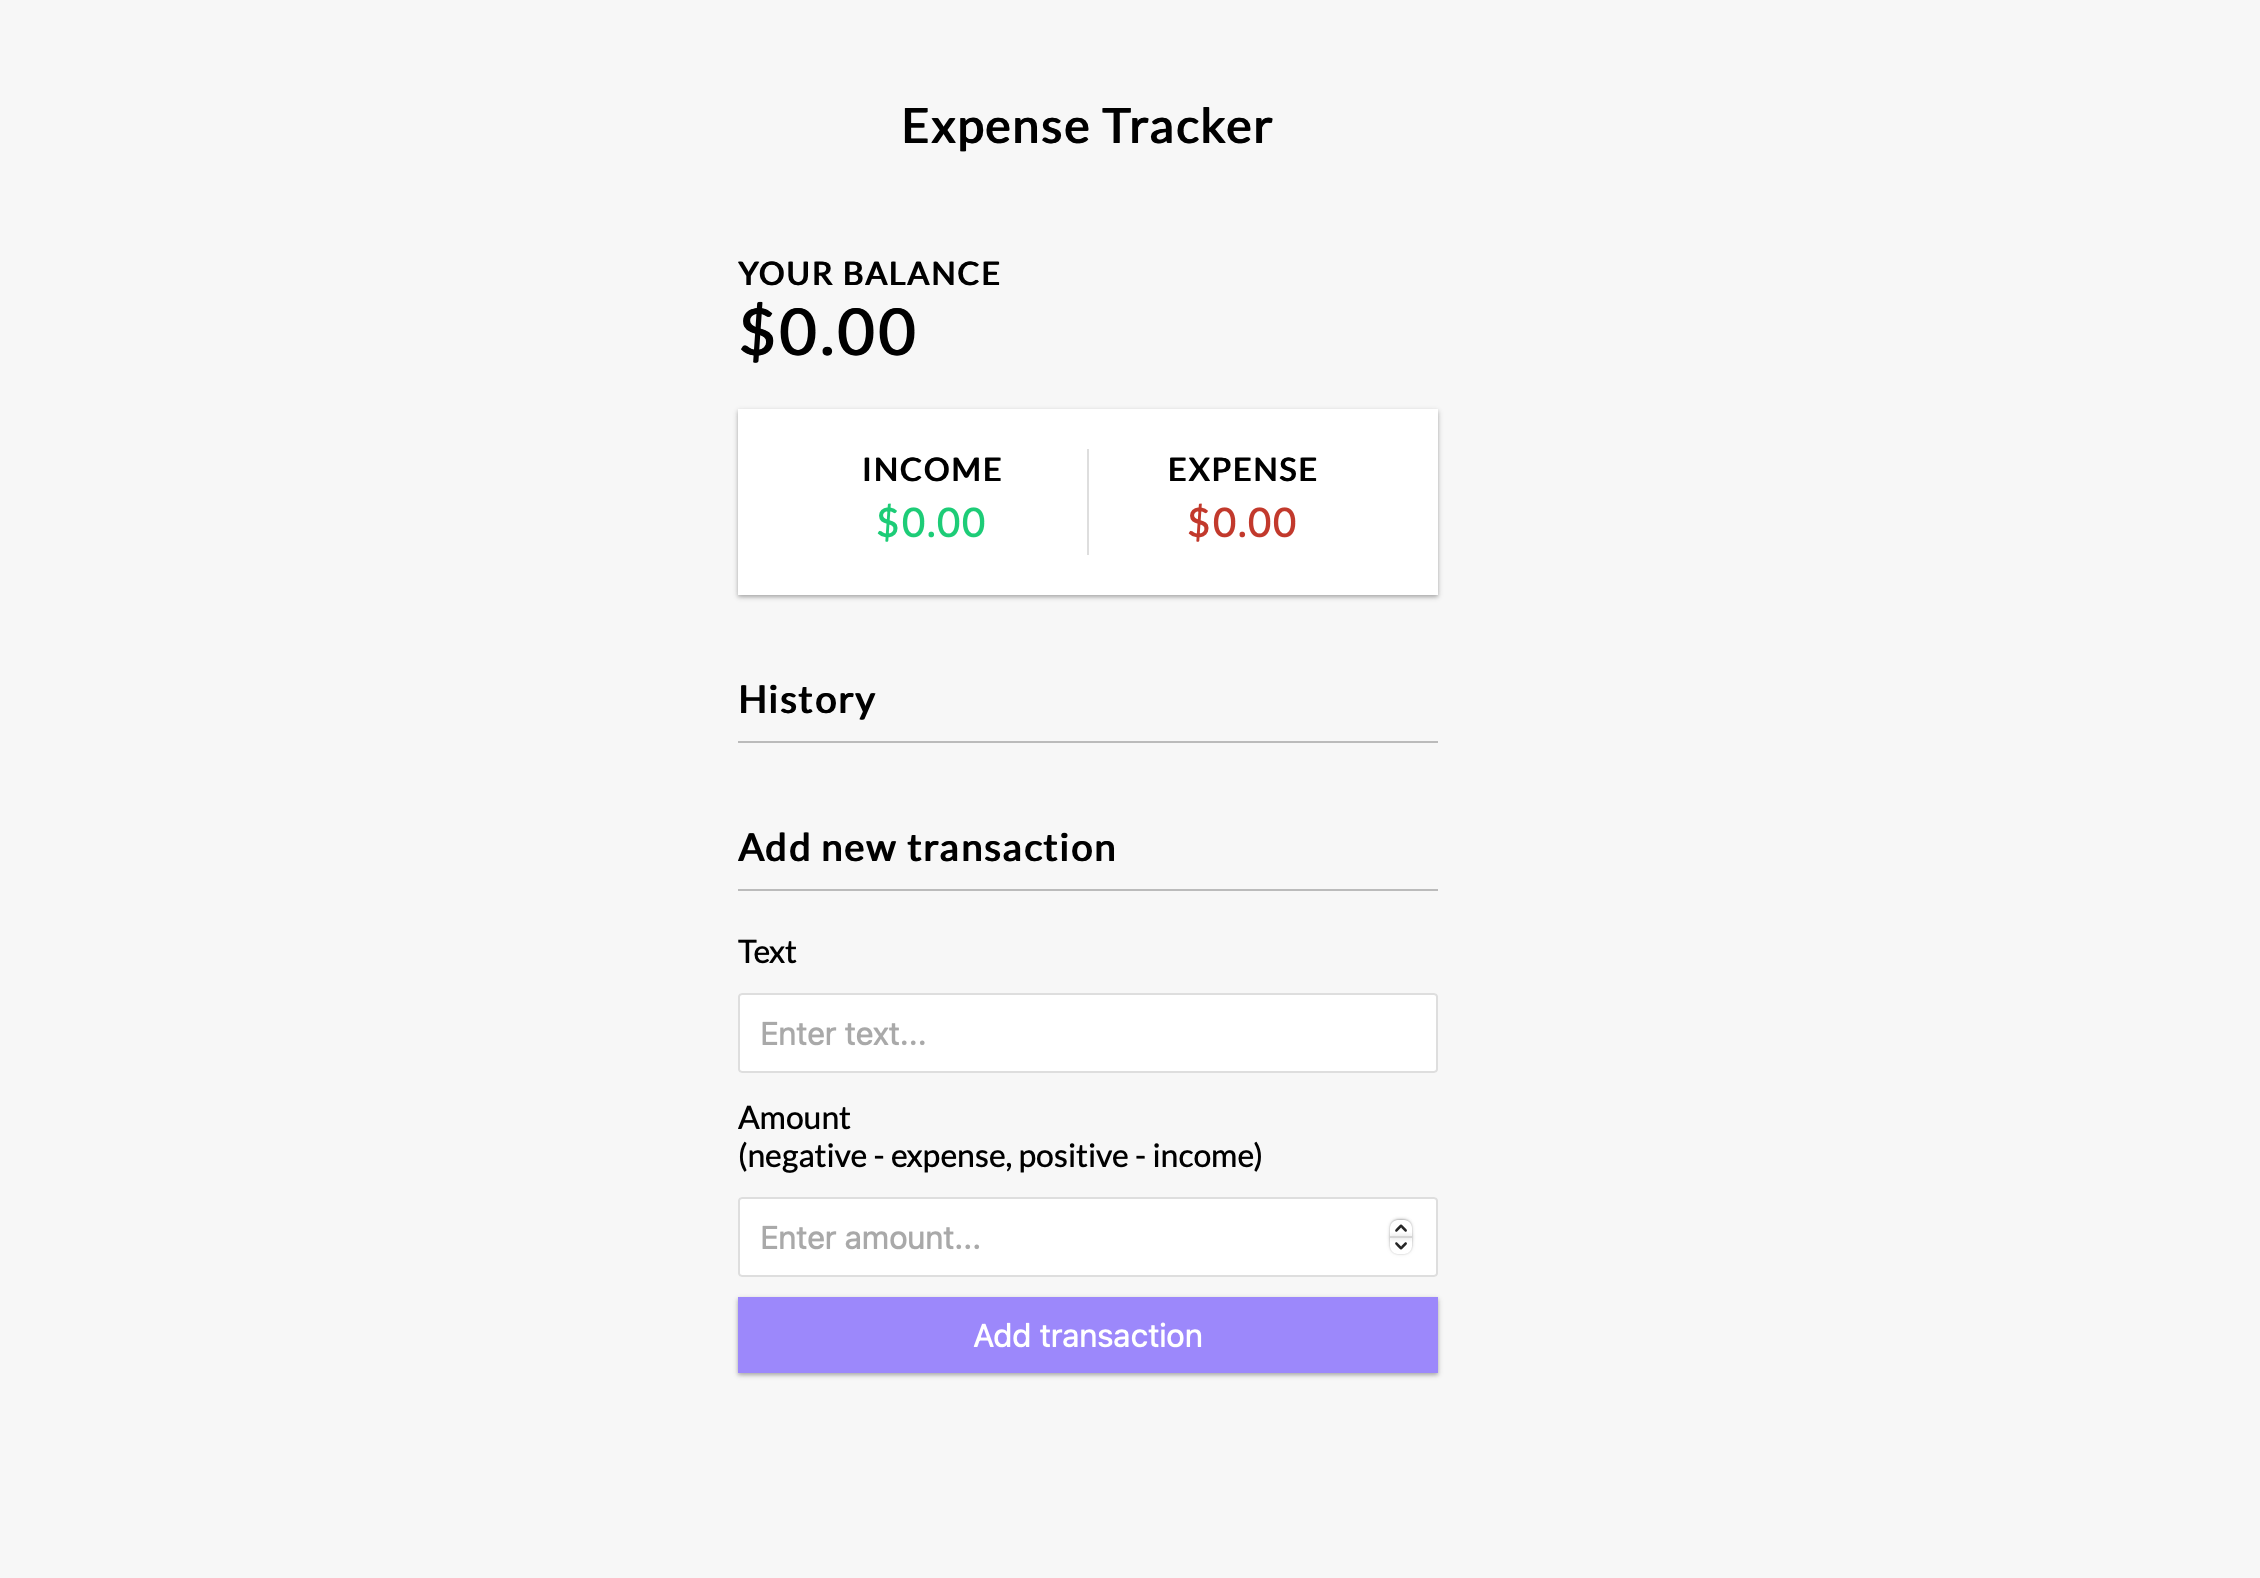 Expense Tracker
YOUR BALANCE
$0.00
INCOME
EXPENSE
$0.00
$0.00
History
Add new transaction
Text
Enter text...
Amount
(negative - expense, positive - income)
Enter amount...
Add transaction